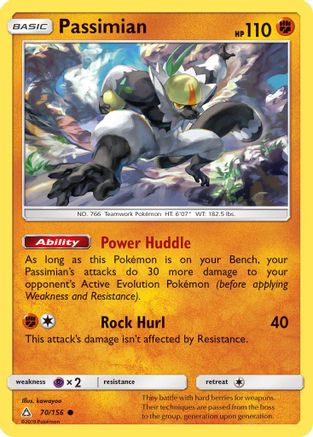 BASIC Passimian HP 110
NO. 766 Teamwork Pokémon HT: 6'07" WT: 182.5 lbs.
Ability Power Huddle
As long as this Pokémon is on your Bench, your
Passimian's attacks do 30 more damage to your
opponent's Active Evolution Pokémon (before applying
Weakness and Resistance).
Rock Hurl 40
This attack's damage isn't affected by Resistance.
weakness × 2 resistance retreat
Illus. kawayoo
70/156
They battle with hard berries for weapons.
Their techniques are passed from the boss
to the group, generation upon generation.